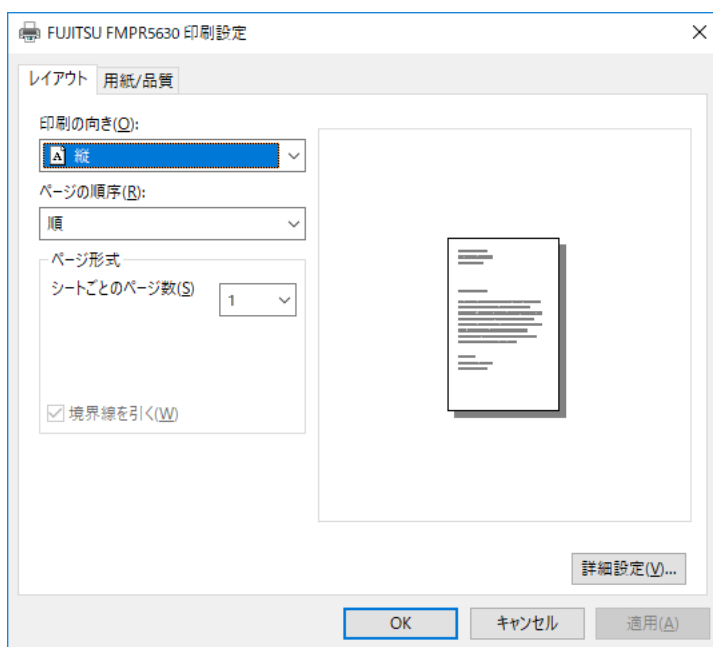 FUJITSU FMPR5630 印刷設定
レイアウト 用紙/品質
印刷の向き(O):
A 縦
ページの順序(R):
順
ページ形式
シートごとのページ数(S) 1
境界線を引く(W)
詳細設定(V)...
OK キャンセル 適用(A)